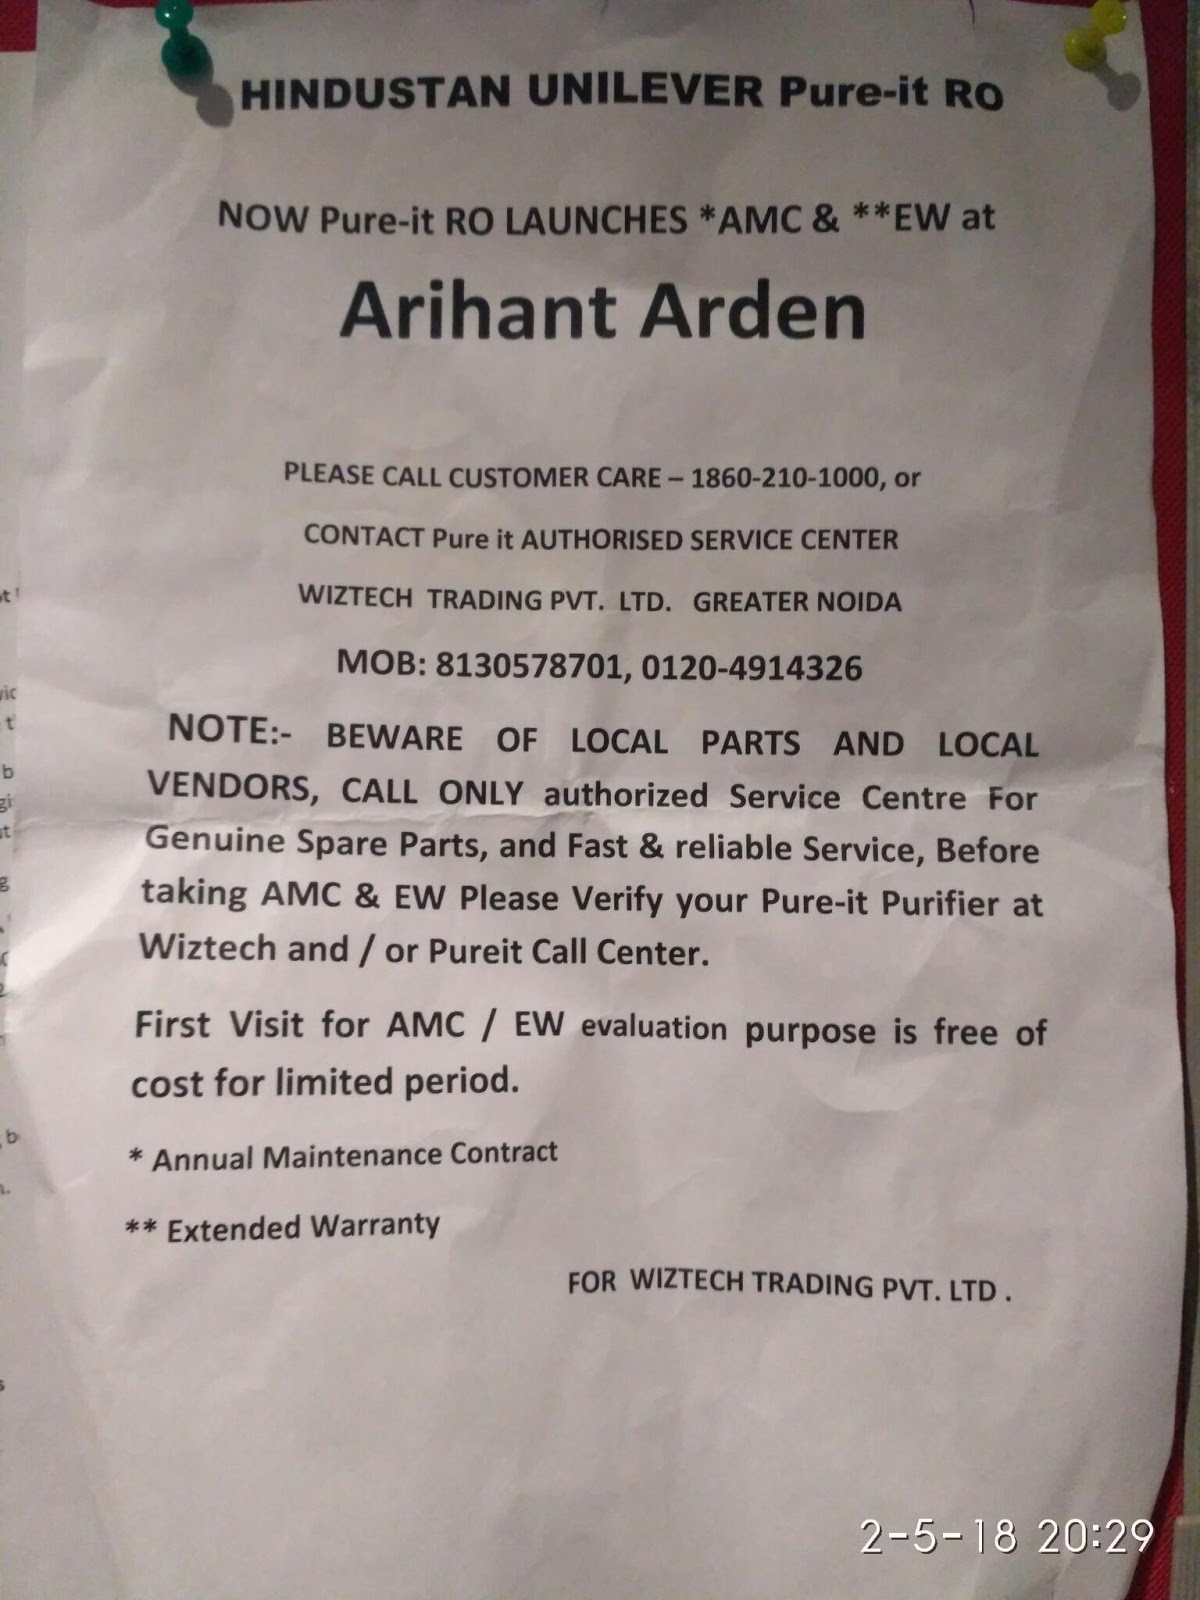 HINDUSTAN UNILEVER Pure-it RO
NOW Pure-it RO LAUNCHES *AMC & **EW at
Arihant Arden
PLEASE CALL CUSTOMER CARE – 1860-210-1000, or
CONTACT Pure it AUTHORISED SERVICE CENTER
WIZTECH TRADING PVT. LTD. GREATER NOIDA
MOB: 8130578701, 0120-4914326
NOTE:- BEWARE OF LOCAL PARTS AND LOCAL
VENDORS, CALL ONLY authorized Service Centre For
Genuine Spare Parts, and Fast & reliable Service, Before
taking AMC & EW Please Verify your Pure-it Purifier at
Wiztech and / or Pureit Call Center.
First Visit for AMC / EW evaluation purpose is free of
cost for limited period.
* Annual Maintenance Contract
** Extended Warranty
FOR WIZTECH TRADING PVT. LTD .
2-5-18 20:29